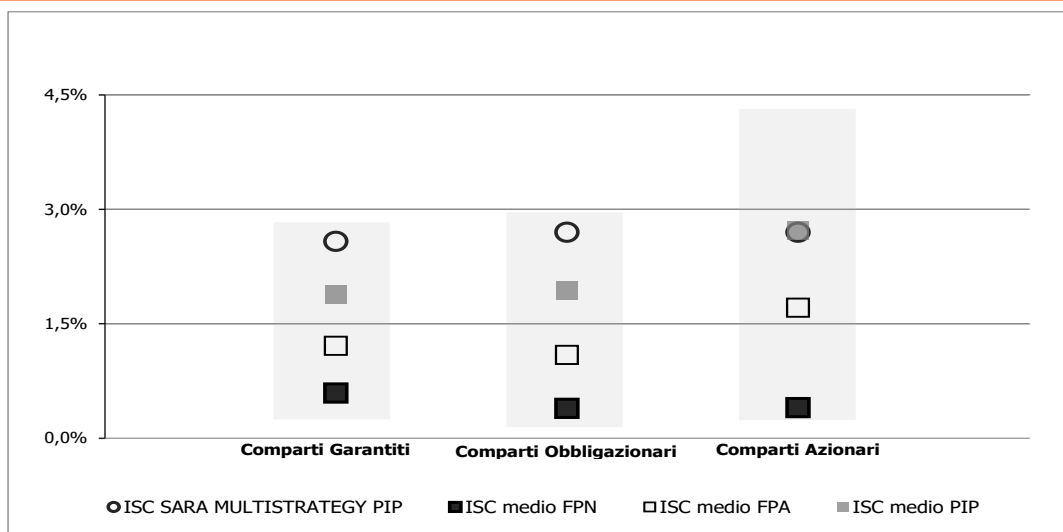 4,5%
3,0%
1,5%
0,0%
Comparti Garantiti
Comparti Obbligazionari
Comparti Azionari
ISC SARA MULTISTRATEGY PIP
ISC medio FPN
ISC medio FPA
ISC medio PIP